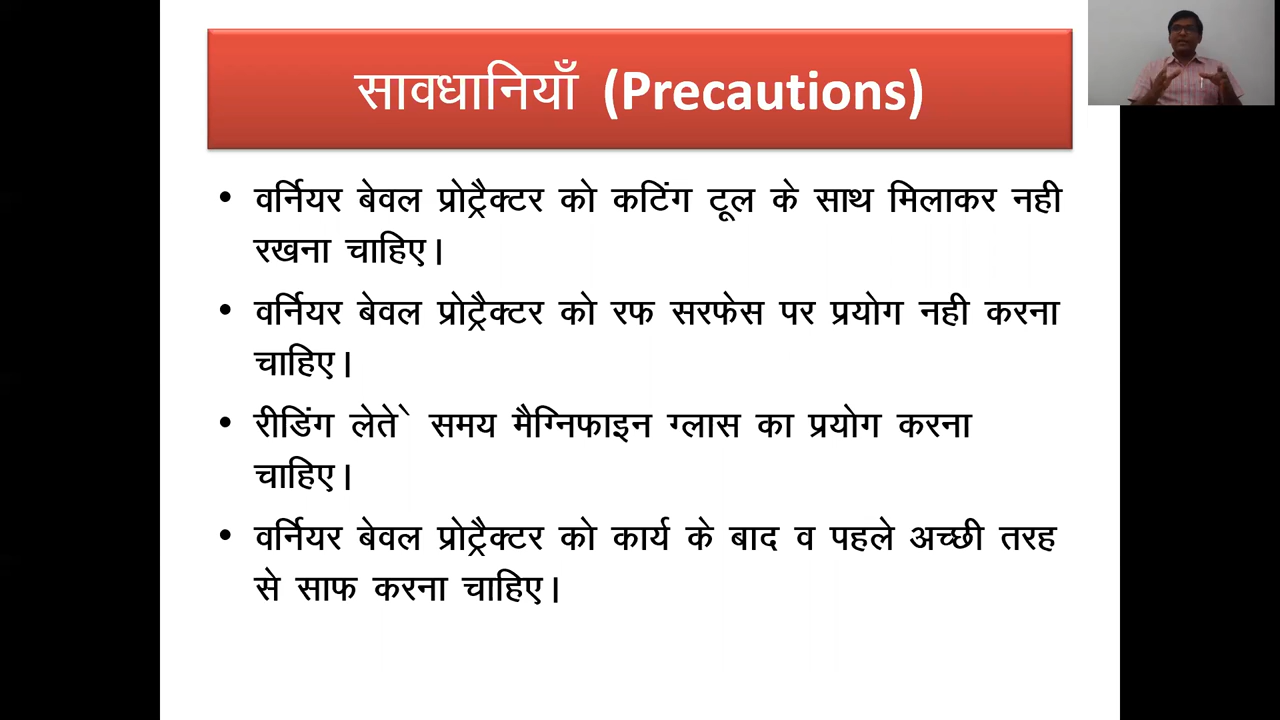 सावधानियाँ (Precautions)
• वर्नियर बेवल प्रोट्रैक्टर को कटिंग टूल के साथ मिलाकर नही
रखना चाहिए।
• वर्नियर बेवल प्रोट्रैक्टर को रफ सरफेस पर प्रयोग नही करना
चाहिए।
• रीडिंग लेते` समय मैग्निफाइन ग्लास का प्रयोग करना
चाहिए।
• वर्नियर बेवल प्रोट्रैक्टर को कार्य के बाद व पहले अच्छी तरह
से साफ करना चाहिए।